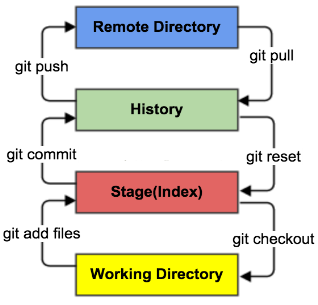 Remote Directory
git push
git pull
History
git commit
git reset
Stage(Index)
git add files
git checkout
Working Directory